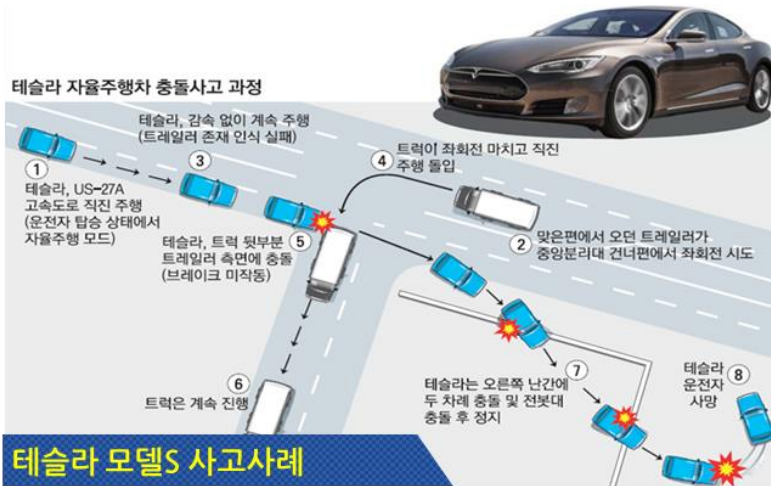 테슬라 자율주행차 충돌사고 과정
1
테슬라, US-27A
고속도로 직진 주행
(운전자 탑승 상태에서
자율주행 모드)
2
맞은편에서 오던 트레일러가
중앙분리대 건너편에서 좌회전 시도
테슬라, 감속 없이 계속 주행
(트레일러 존재 인식 실패)
3
4
트럭이 좌회전 마치고 직진
주행 돌입
5
테슬라, 트럭 뒷부분
트레일러 측면에 충돌
(브레이크 미작동)
6
트럭은 계속 진행
7
테슬라는 오른쪽 난간에
두 차례 충돌 및 전봇대
충돌 후 정지
8
테슬라
운전자
사망
테슬라 모델S 사고사례